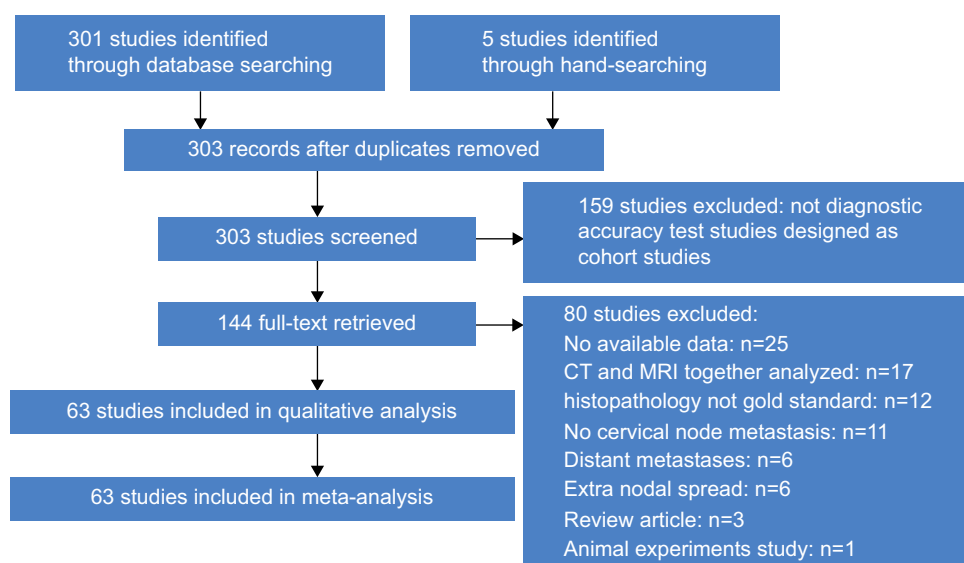 301 studies identified
through database searching
5 studies identified
through hand-searching
303 records after duplicates removed
303 studies screened
159 studies excluded: not diagnostic
accuracy test studies designed as
cohort studies
144 full-text retrieved
80 studies excluded:
No available data: n=25
CT and MRI together analyzed: n=17
histopathology not gold standard: n=12
No cervical node metastasis: n=11
Distant metastases: n=6
Extra nodal spread: n=6
Review article: n=3
Animal experiments study: n=1
63 studies included in qualitative analysis
63 studies included in meta-analysis